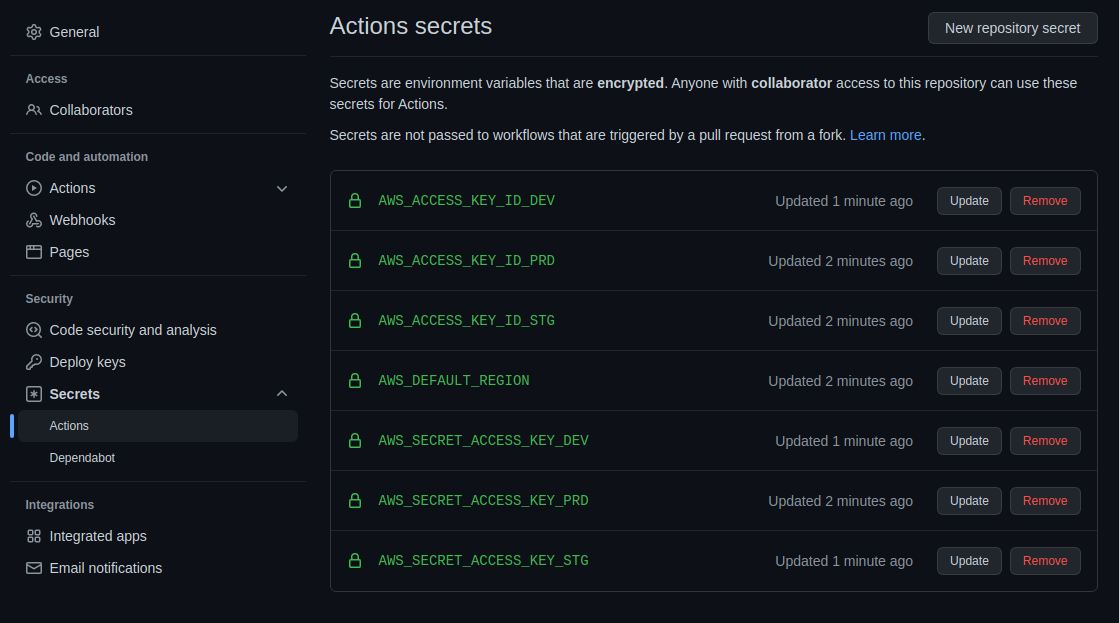 General
Access
Collaborators
Code and automation
Actions
Webhooks
Pages
Security
Code security and analysis
Deploy keys
Secrets
Actions
Dependabot
Integrations
Integrated apps
Email notifications
Actions secrets
New repository secret
Secrets are environment variables that are encrypted. Anyone with collaborator access to this repository can use these
secrets for Actions.
Secrets are not passed to workflows that are triggered by a pull request from a fork. Learn more.
AWS_ACCESS_KEY_ID_DEV Updated 1 minute ago Update Remove
AWS_ACCESS_KEY_ID_PRD Updated 2 minutes ago Update Remove
AWS_ACCESS_KEY_ID_STG Updated 2 minutes ago Update Remove
AWS_DEFAULT_REGION Updated 2 minutes ago Update Remove
AWS_SECRET_ACCESS_KEY_DEV Updated 1 minute ago Update Remove
AWS_SECRET_ACCESS_KEY_PRD Updated 2 minutes ago Update Remove
AWS_SECRET_ACCESS_KEY_STG Updated 1 minute ago Update Remove